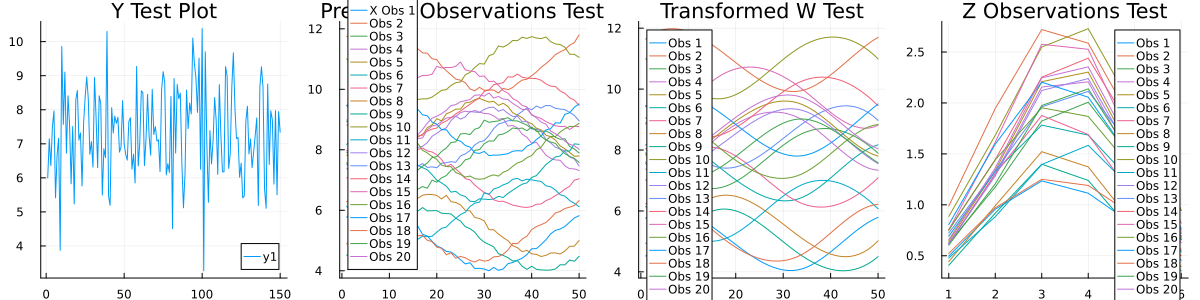 Y Test Plot
10
9
8
7
6
5
4
0
50
100
150
y1
Pre
Observations Test
12
10
8
6
4
0
10
20
30
40
50
X Obs 1
Obs 2
Obs 3
Obs 4
Obs 5
Obs 6
Obs 7
Obs 8
Obs 9
Obs 10
Obs 11
Obs 12
Obs 13
Obs 14
Obs 15
Obs 16
Obs 17
Obs 18
Obs 19
Obs 20
Transformed W Test
12
10
8
6
4
0
10
20
30
40
50
Obs 1
Obs 2
Obs 3
Obs 4
Obs 5
Obs 6
Obs 7
Obs 8
Obs 9
Obs 10
Obs 11
Obs 12
Obs 13
Obs 14
Obs 15
Obs 16
Obs 17
Obs 18
Obs 19
Obs 20
Z Observations Test
2.5
2.0
1.5
1.0
0.5
1
2
3
4
Obs 1
Obs 2
Obs 3
Obs 4
Obs 5
Obs 6
Obs 7
Obs 8
Obs 9
Obs 10
Obs 11
Obs 12
Obs 13
Obs 14
Obs 15
Obs 16
Obs 17
Obs 18
Obs 19
Obs 20